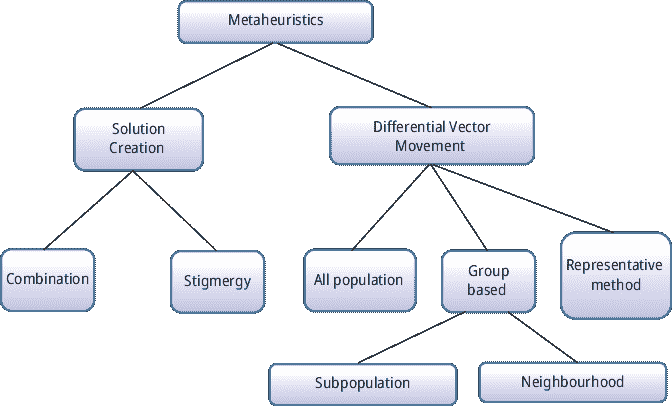 Metaheuristics
Solution
Creation
Differential Vector
Movement
Combination
Stigmergy
All population
Group
based
Representative
method
Subpopulation
Neighbourhood